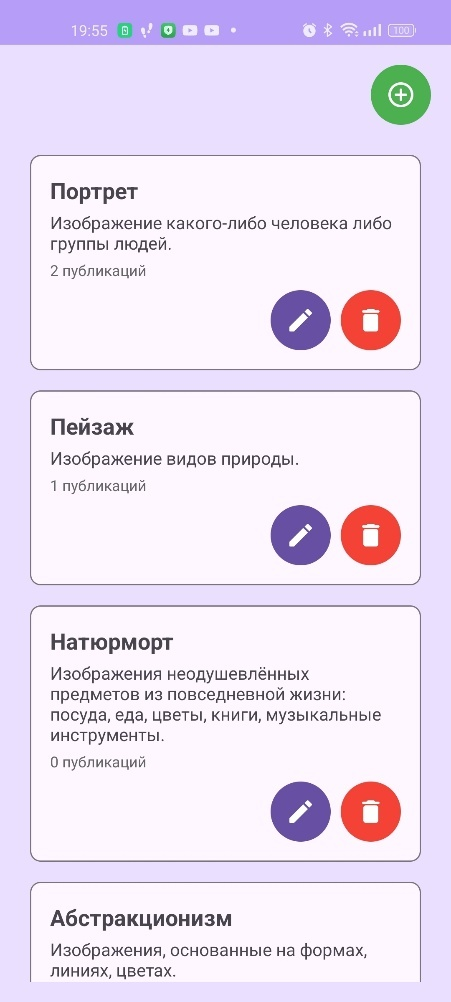 19:55
100
Портрет
Изображение какого-либо человека либо
группы людей.
2 публикаций
Пейзаж
Изображение видов природы.
1 публикаций
Натюрморт
Изображения неодушевлённых
предметов из повседневной жизни:
посуда, еда, цветы, книги, музыкальные
инструменты.
0 публикаций
Абстракционизм
Изображения, основанные на формах,
линиях, цветах.